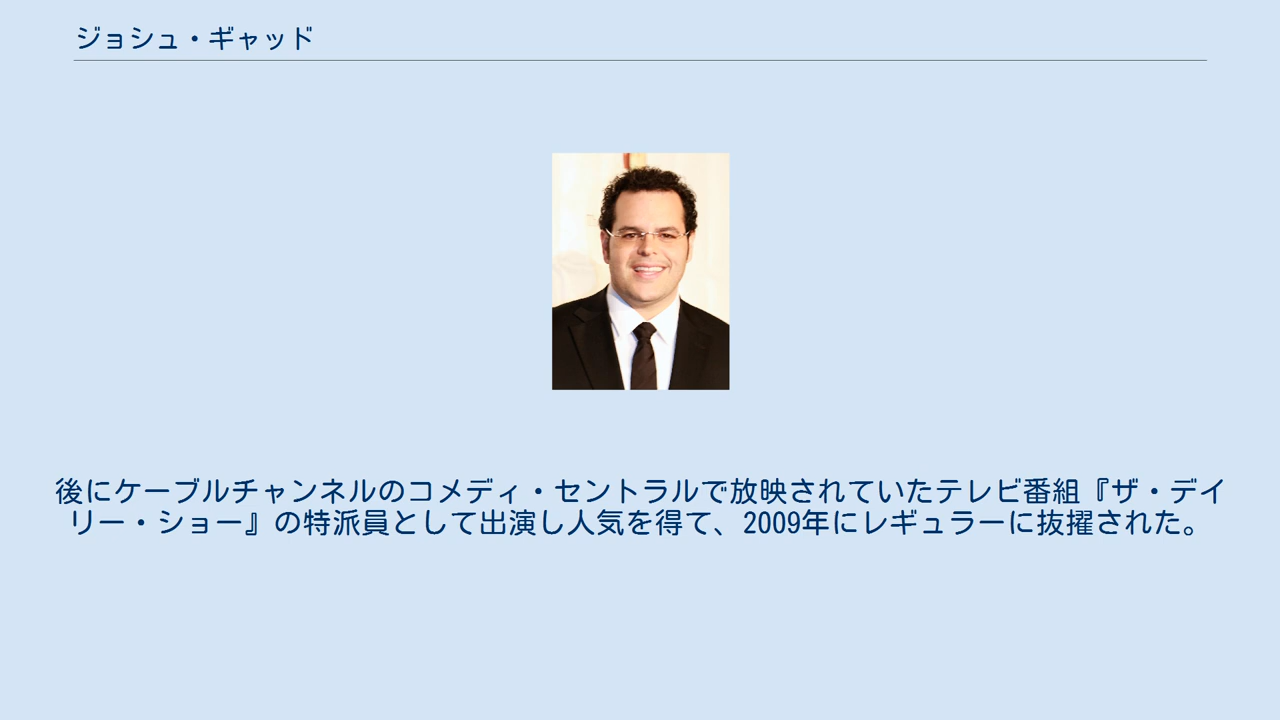 ジョシュ・ギャッド
後にケーブルチャンネルのコメディ・セントラルで放映されていたテレビ番組『ザ・デイ
リー・ショー』の特派員として出演し人気を得て、2009年にレギュラーに抜擢された。